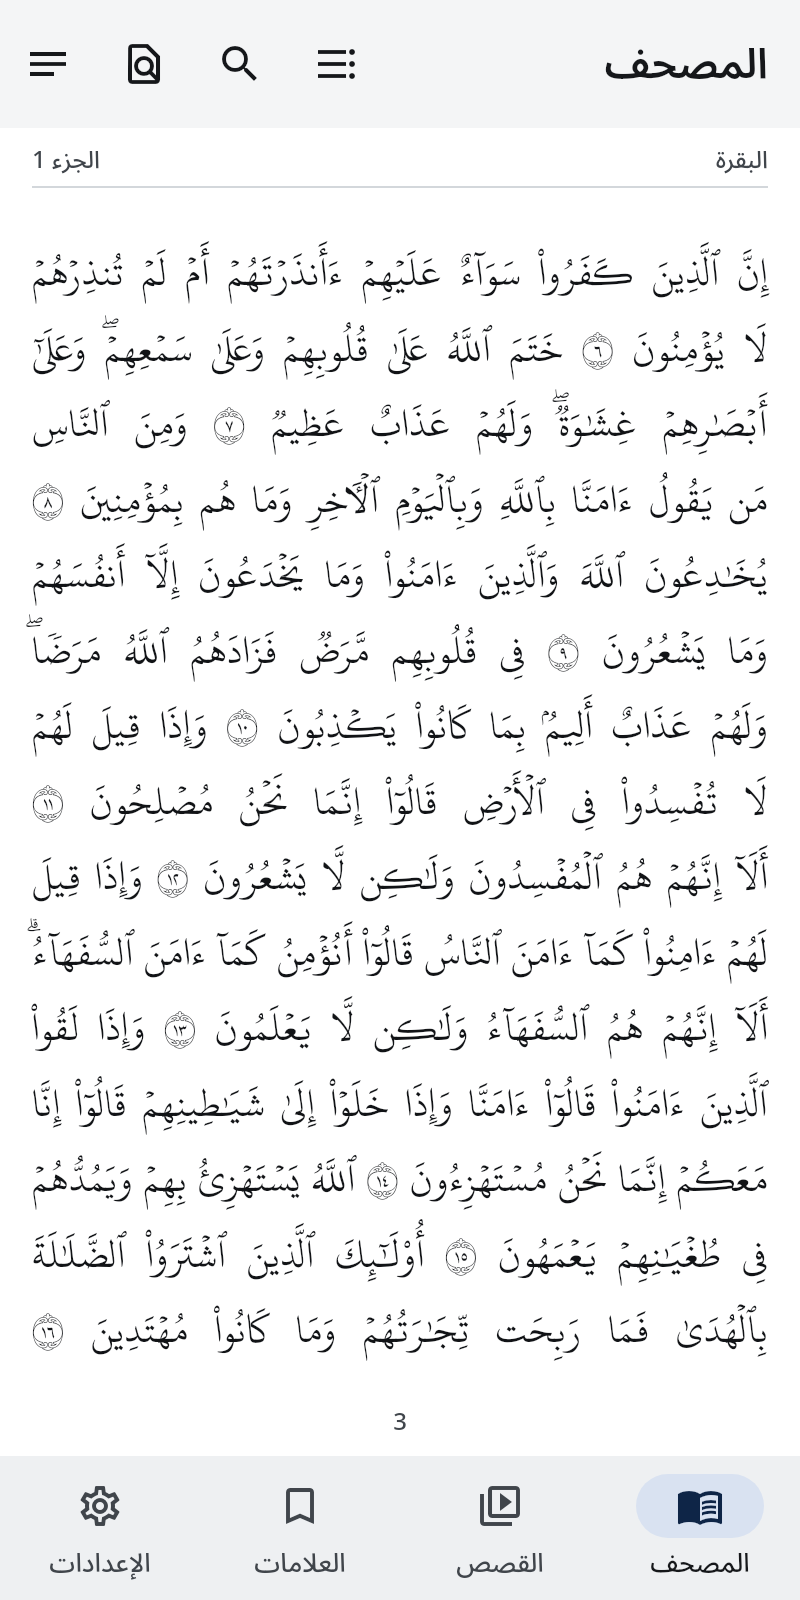 المصحف
البقرة
الجزء 1
إِنَّ ٱلَّذِينَ كَفَرُوا۟ سَوَآءٌ عَلَيْهِمْ ءَأَنذَرْتَهُمْ أَمْ لَمْ تُنذِرْهُمْ
لَا يُؤْمِنُونَ ٦ خَتَمَ ٱللَّهُ عَلَىٰ قُلُوبِهِمْ وَعَلَىٰ سَمْعِهِمْ ۖ وَعَلَىٰٓ
أَبْصَـٰرِهِمْ غِشَـٰوَةٌ ۖ وَلَهُمْ عَذَابٌ عَظِيمٌ ٧ وَمِنَ ٱلنَّاسِ
مَن يَقُولُ ءَامَنَّا بِٱللَّهِ وَبِٱلْيَوْمِ ٱلْـَٔاخِرِ وَمَا هُم بِمُؤْمِنِينَ ٨
يُخَـٰدِعُونَ ٱللَّهَ وَٱلَّذِينَ ءَامَنُوا۟ وَمَا يَخْدَعُونَ إِلَّآ أَنفُسَهُمْ
وَمَا يَشْعُرُونَ ٩ فِى قُلُوبِهِم مَّرَضٌ فَزَادَهُمُ ٱللَّهُ مَرَضًا ۖ
وَلَهُمْ عَذَابٌ أَلِيمٌۢ بِمَا كَانُوا۟ يَكْذِبُونَ ١٠ وَإِذَا قِيلَ لَهُمْ
لَا تُفْسِدُوا۟ فِى ٱلْأَرْضِ قَالُوٓا۟ إِنَّمَا نَحْنُ مُصْلِحُونَ ١١
أَلَآ إِنَّهُمْ هُمُ ٱلْمُفْسِدُونَ وَلَـٰكِن لَّا يَشْعُرُونَ ١٢ وَإِذَا قِيلَ
لَهُمْ ءَامِنُوا۟ كَمَآ ءَامَنَ ٱلنَّاسُ قَالُوٓا۟ أَنُؤْمِنُ كَمَآ ءَامَنَ ٱلسُّفَهَآءُ ۗ
أَلَآ إِنَّهُمْ هُمُ ٱلسُّفَهَآءُ وَلَـٰكِن لَّا يَعْلَمُونَ ١٣ وَإِذَا لَقُوا۟
ٱلَّذِينَ ءَامَنُوا۟ قَالُوٓا۟ ءَامَنَّا وَإِذَا خَلَوْا۟ إِلَىٰ شَيَـٰطِينِهِمْ قَالُوٓا۟ إِنَّا
مَعَكُمْ إِنَّمَا نَحْنُ مُسْتَهْزِءُونَ ١٤ ٱللَّهُ يَسْتَهْزِئُ بِهِمْ وَيَمُدُّهُمْ
فِى طُغْيَـٰنِهِمْ يَعْمَهُونَ ١٥ أُو۟لَـٰٓئِكَ ٱلَّذِينَ ٱشْتَرَوُا۟ ٱلضَّلَـٰلَةَ
بِٱلْهُدَىٰ فَمَا رَبِحَت تِّجَـٰرَتُهُمْ وَمَا كَانُوا۟ مُهْتَدِينَ ١٦
3
المصحف
القصص
العلامات
الإعدادات